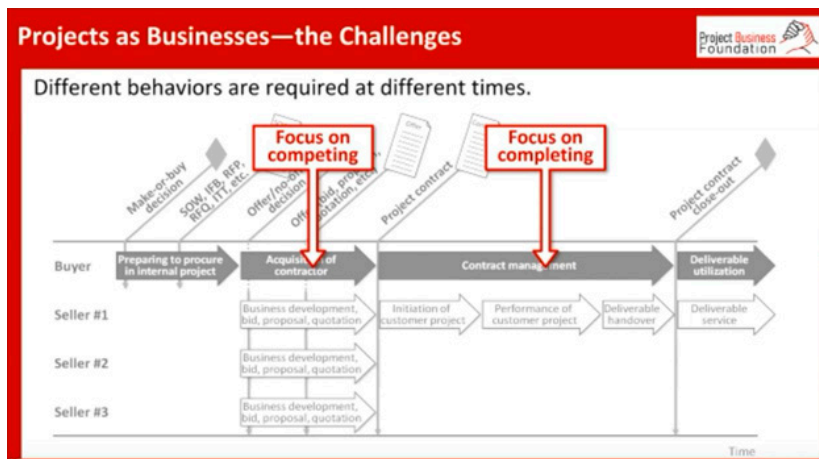 Projects as Businesses—the Challenges
Project Business
Foundation
Different behaviors are required at different times.
Focus on
competing
Focus on
completing
Make-or-buy
decision
SOW, IFB, RFP,
RFQ, ITT, etc.
Offer/no-
decision
Offer
Project contract
Project contract
close-out
Buyer
Preparing to procure
in internal project
Acquisition of
contractor
Contract management
Deliverable
utilization
Seller #1
Business development,
bid, proposal, quotation
Initiation of
customer project
Performance of
customer project
Deliverable
handover
Deliverable
service
Seller #2
Business development,
bid, proposal, quotation
Seller #3
Business development,
bid, proposal, quotation
Time